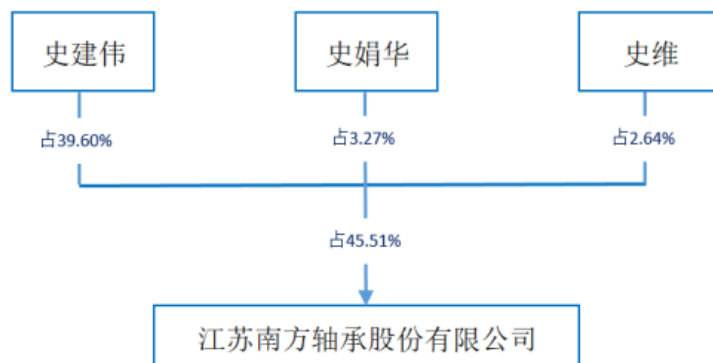 史建伟
史娟华
史维
占39.60%
占3.27%
占2.64%
占45.51%
江苏南方轴承股份有限公司